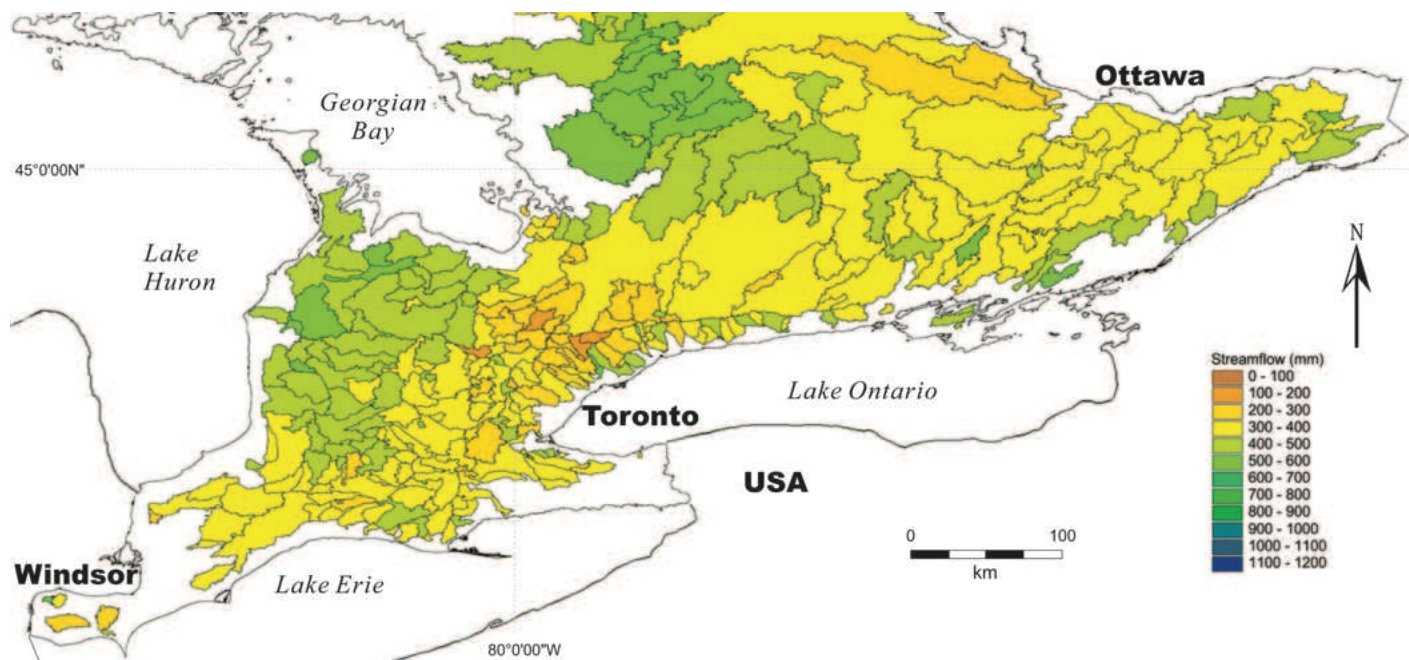 Ottawa
Georgian
Bay
45°0'00N"
N
Lake
Huron
Streamflow (mm)
0 - 100
100 - 200
200 - 300
300 - 400
400 - 500
500 - 600
600 - 700
700 - 800
800 - 900
900 - 1000
1000 - 1100
1100 - 1200
Lake Ontario
Toronto
USA
0 100
km
Windsor
Lake Erie
80°0'00"W